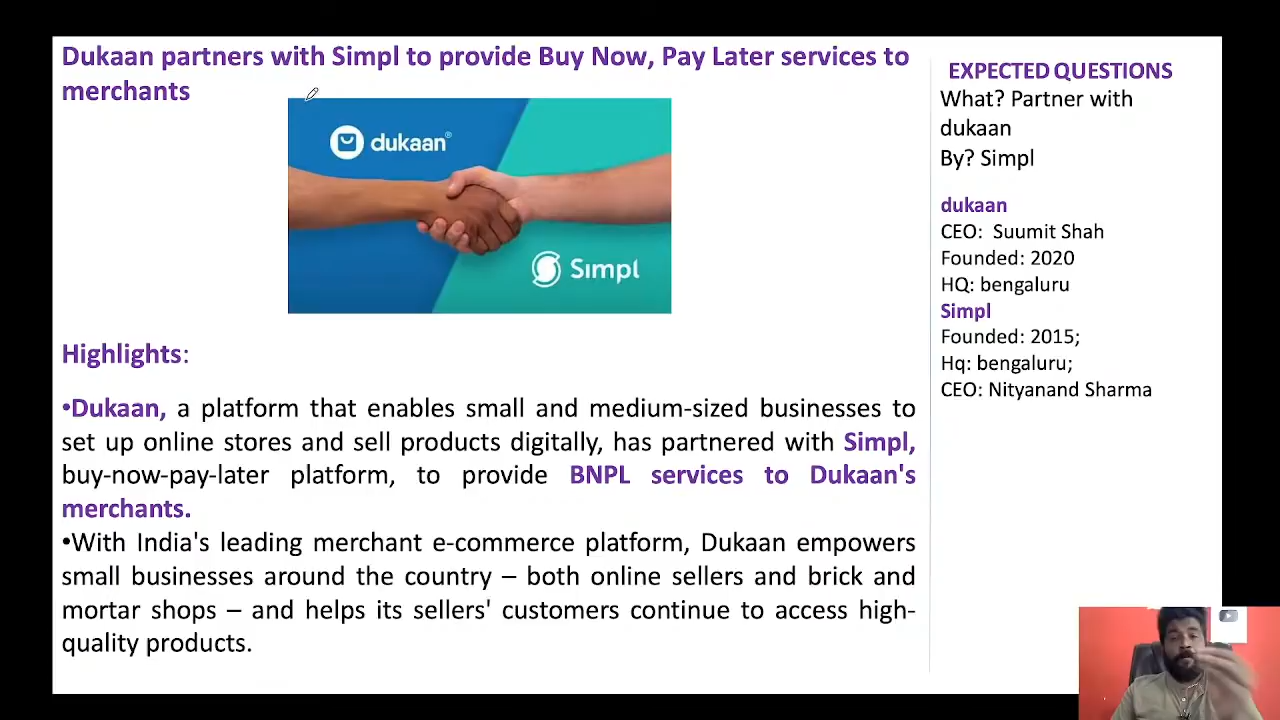 Dukaan partners with Simpl to provide Buy Now, Pay Later services to
merchants
dukaan®
Simpl
Highlights:
•Dukaan, a platform that enables small and medium-sized businesses to
set up online stores and sell products digitally, has partnered with Simpl,
buy-now-pay-later platform, to provide BNPL services to Dukaan's
merchants.
•With India's leading merchant e-commerce platform, Dukaan empowers
small businesses around the country – both online sellers and brick and
mortar shops – and helps its sellers' customers continue to access high-
quality products.
EXPECTED QUESTIONS
What? Partner with
dukaan
By? Simpl
dukaan
CEO: Suumit Shah
Founded: 2020
HQ: bengaluru
Simpl
Founded: 2015;
Hq: bengaluru;
CEO: Nityanand Sharma